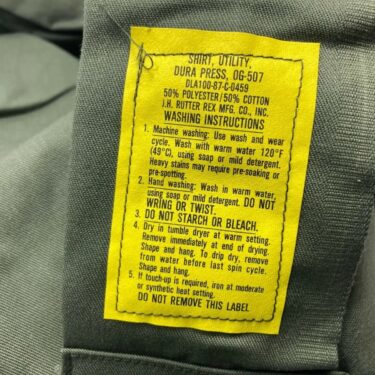 SHIRT, UTILITY,
DURA PRESS, OG-507
DLA100-87-C-0459
50% POLYESTER/50% COTTON
J.H. RUTTER REX MFG. CO., INC.
WASHING INSTRUCTIONS
1. Machine washing: Use wash and wear
cycle. Wash with warm water 120°F
(49°C), using soap or mild detergent.
Heavy stains may require pre-soaking or
pre-spotting.
2. Hand washing: Wash in warm water,
using soap or mild detergent. DO NOT
WRING OR TWIST.
3. DO NOT STARCH OR BLEACH.
4. Dry in tumble dryer at warm setting.
Remove immediately at end of drying.
Shape and hang. To drip dry, remove
from water before last spin cycle.
Shape and hang.
5. If touch-up is required, iron at moderate
or synthetic heat setting.
DO NOT REMOVE THIS LABEL